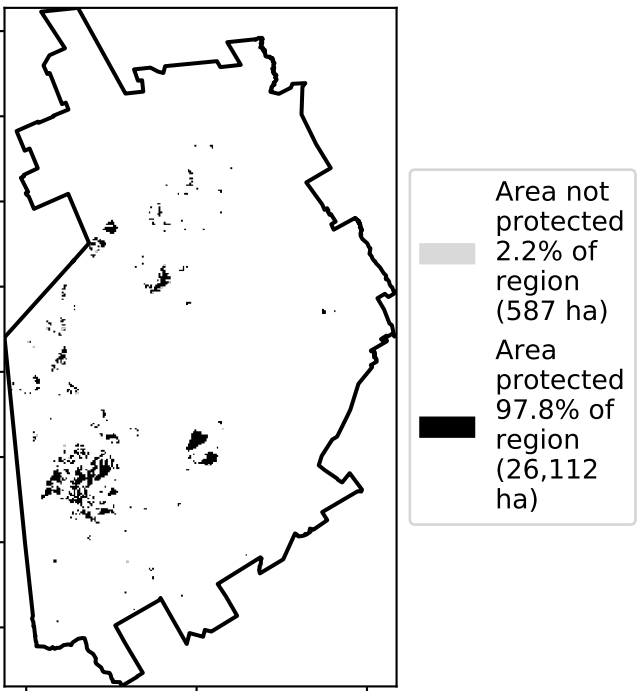 Area not
protected
2.2% of
region
(587 ha)
Area
protected
97.8% of
region
(26,112
ha)